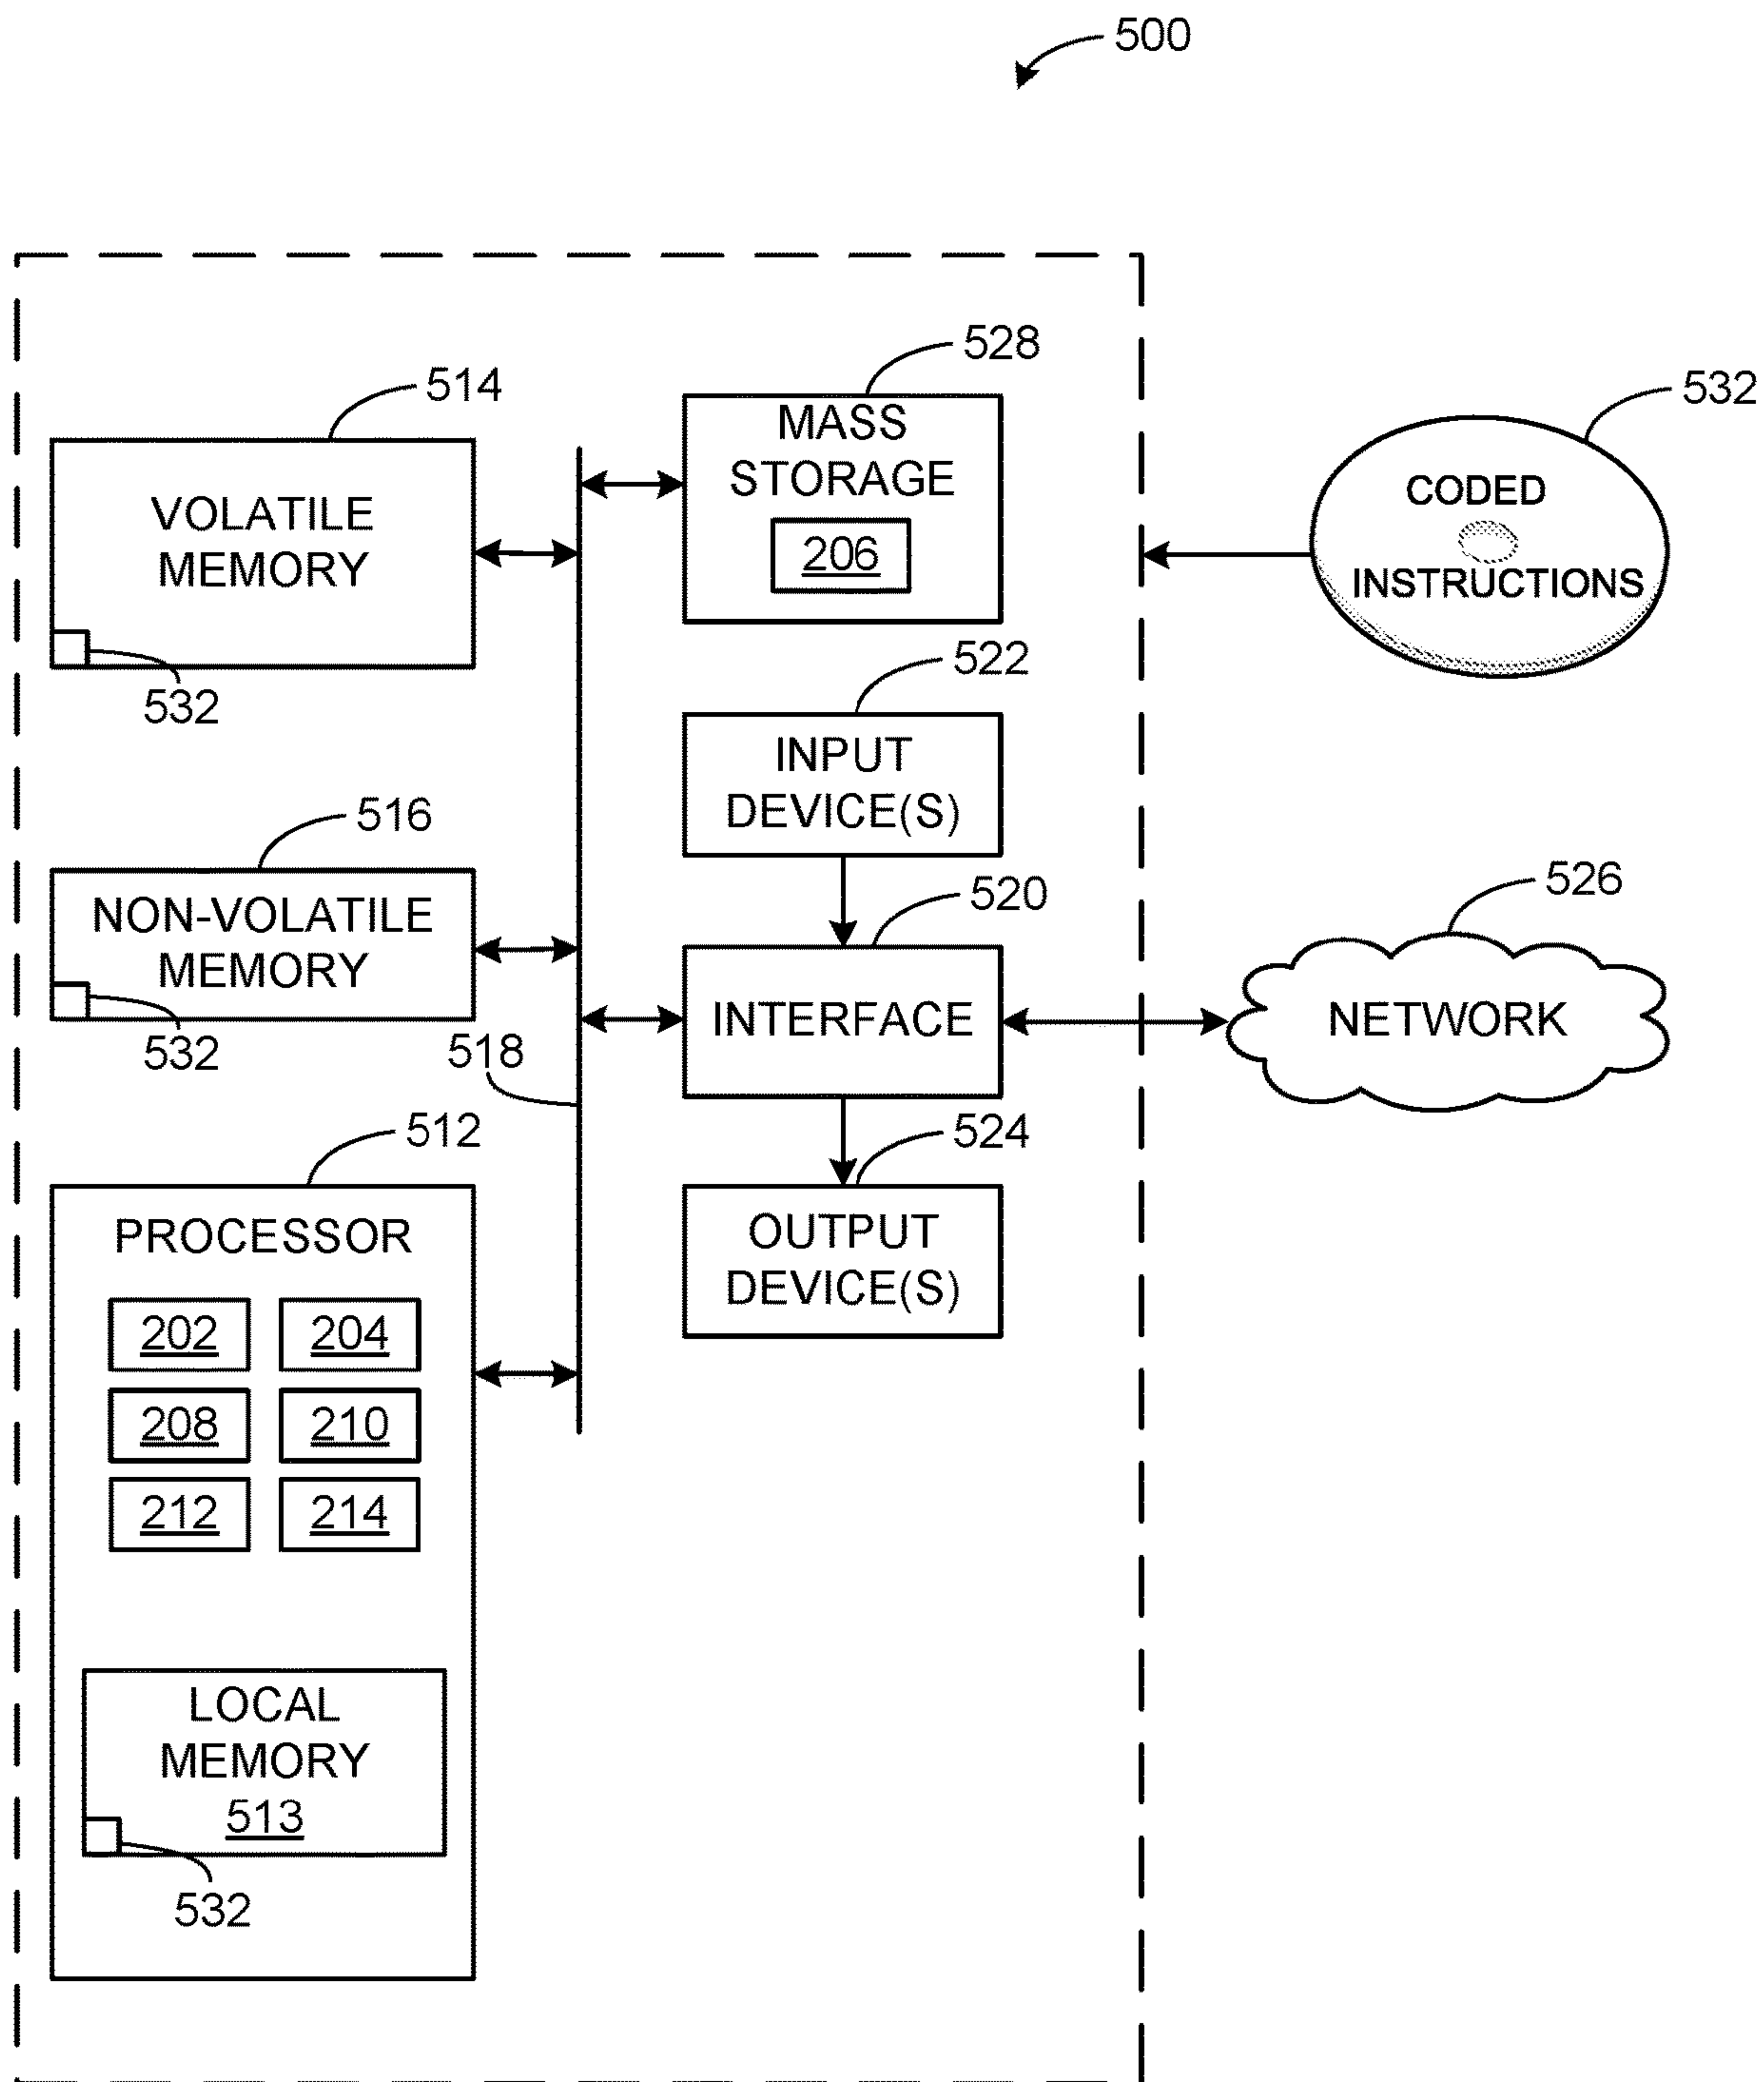 500
528
MASS
STORAGE
206
514
VOLATILE
MEMORY
532
532
CODED
INSTRUCTIONS
522
INPUT
DEVICE(S)
516
NON-VOLATILE
MEMORY
532
518
520
INTERFACE
526
NETWORK
512
PROCESSOR
202 204
208 210
212 214
LOCAL
MEMORY
513
532
524
OUTPUT
DEVICE(S)